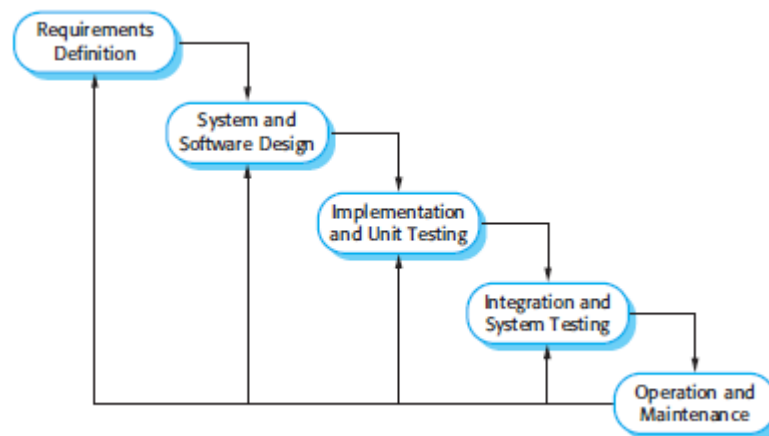 Requirements
Definition
System and
Software Design
Implementation
and Unit Testing
Integration and
System Testing
Operation and
Maintenance